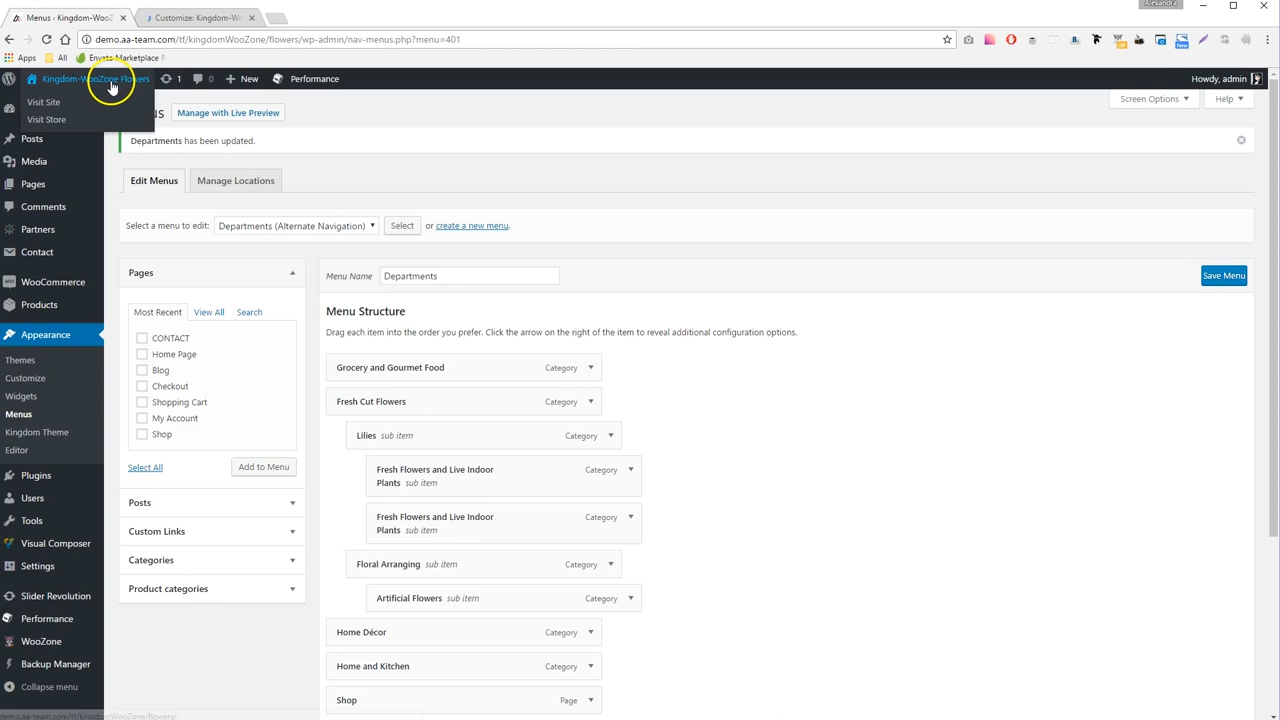 Alexandra
Menus ‹ Kingdom-WooZ
Customize: Kingdom-Wo
demo.aa-team.com/tf/kingdomWooZone/flowers/wp-admin/nav-menus.php?menu=401
Apps
All
Envato Marketplace F
Kingdom-WooZone Flowers
1
0
New
Performance
Howdy, admin
Visit Site
Visit Store
Manage with Live Preview
Screen Options
Help
Departments has been updated.
Posts
Media
Pages
Comments
Partners
Contact
WooCommerce
Products
Appearance
Themes
Customize
Widgets
Menus
Kingdom Theme
Editor
Plugins
Users
Tools
Visual Composer
Settings
Slider Revolution
Performance
WooZone
Backup Manager
Collapse menu
Edit Menus
Manage Locations
Select a menu to edit:
Departments (Alternate Navigation)
Select
or create a new menu.
Pages
Most Recent
View All
Search
CONTACT
Home Page
Blog
Checkout
Shopping Cart
My Account
Shop
Select All
Add to Menu
Posts
Custom Links
Categories
Product categories
Menu Name
Departments
Save Menu
Menu Structure
Drag each item into the order you prefer. Click the arrow on the right of the item to reveal additional configuration options.
Grocery and Gourmet Food
Category
Fresh Cut Flowers
Category
Lilies sub item
Category
Fresh Flowers and Live Indoor
Plants sub item
Category
Fresh Flowers and Live Indoor
Plants sub item
Category
Floral Arranging sub item
Category
Artificial Flowers sub item
Category
Home Décor
Category
Home and Kitchen
Category
Shop
Page
demo.aa-team.com/tf/kingdomWooZone/flowers/